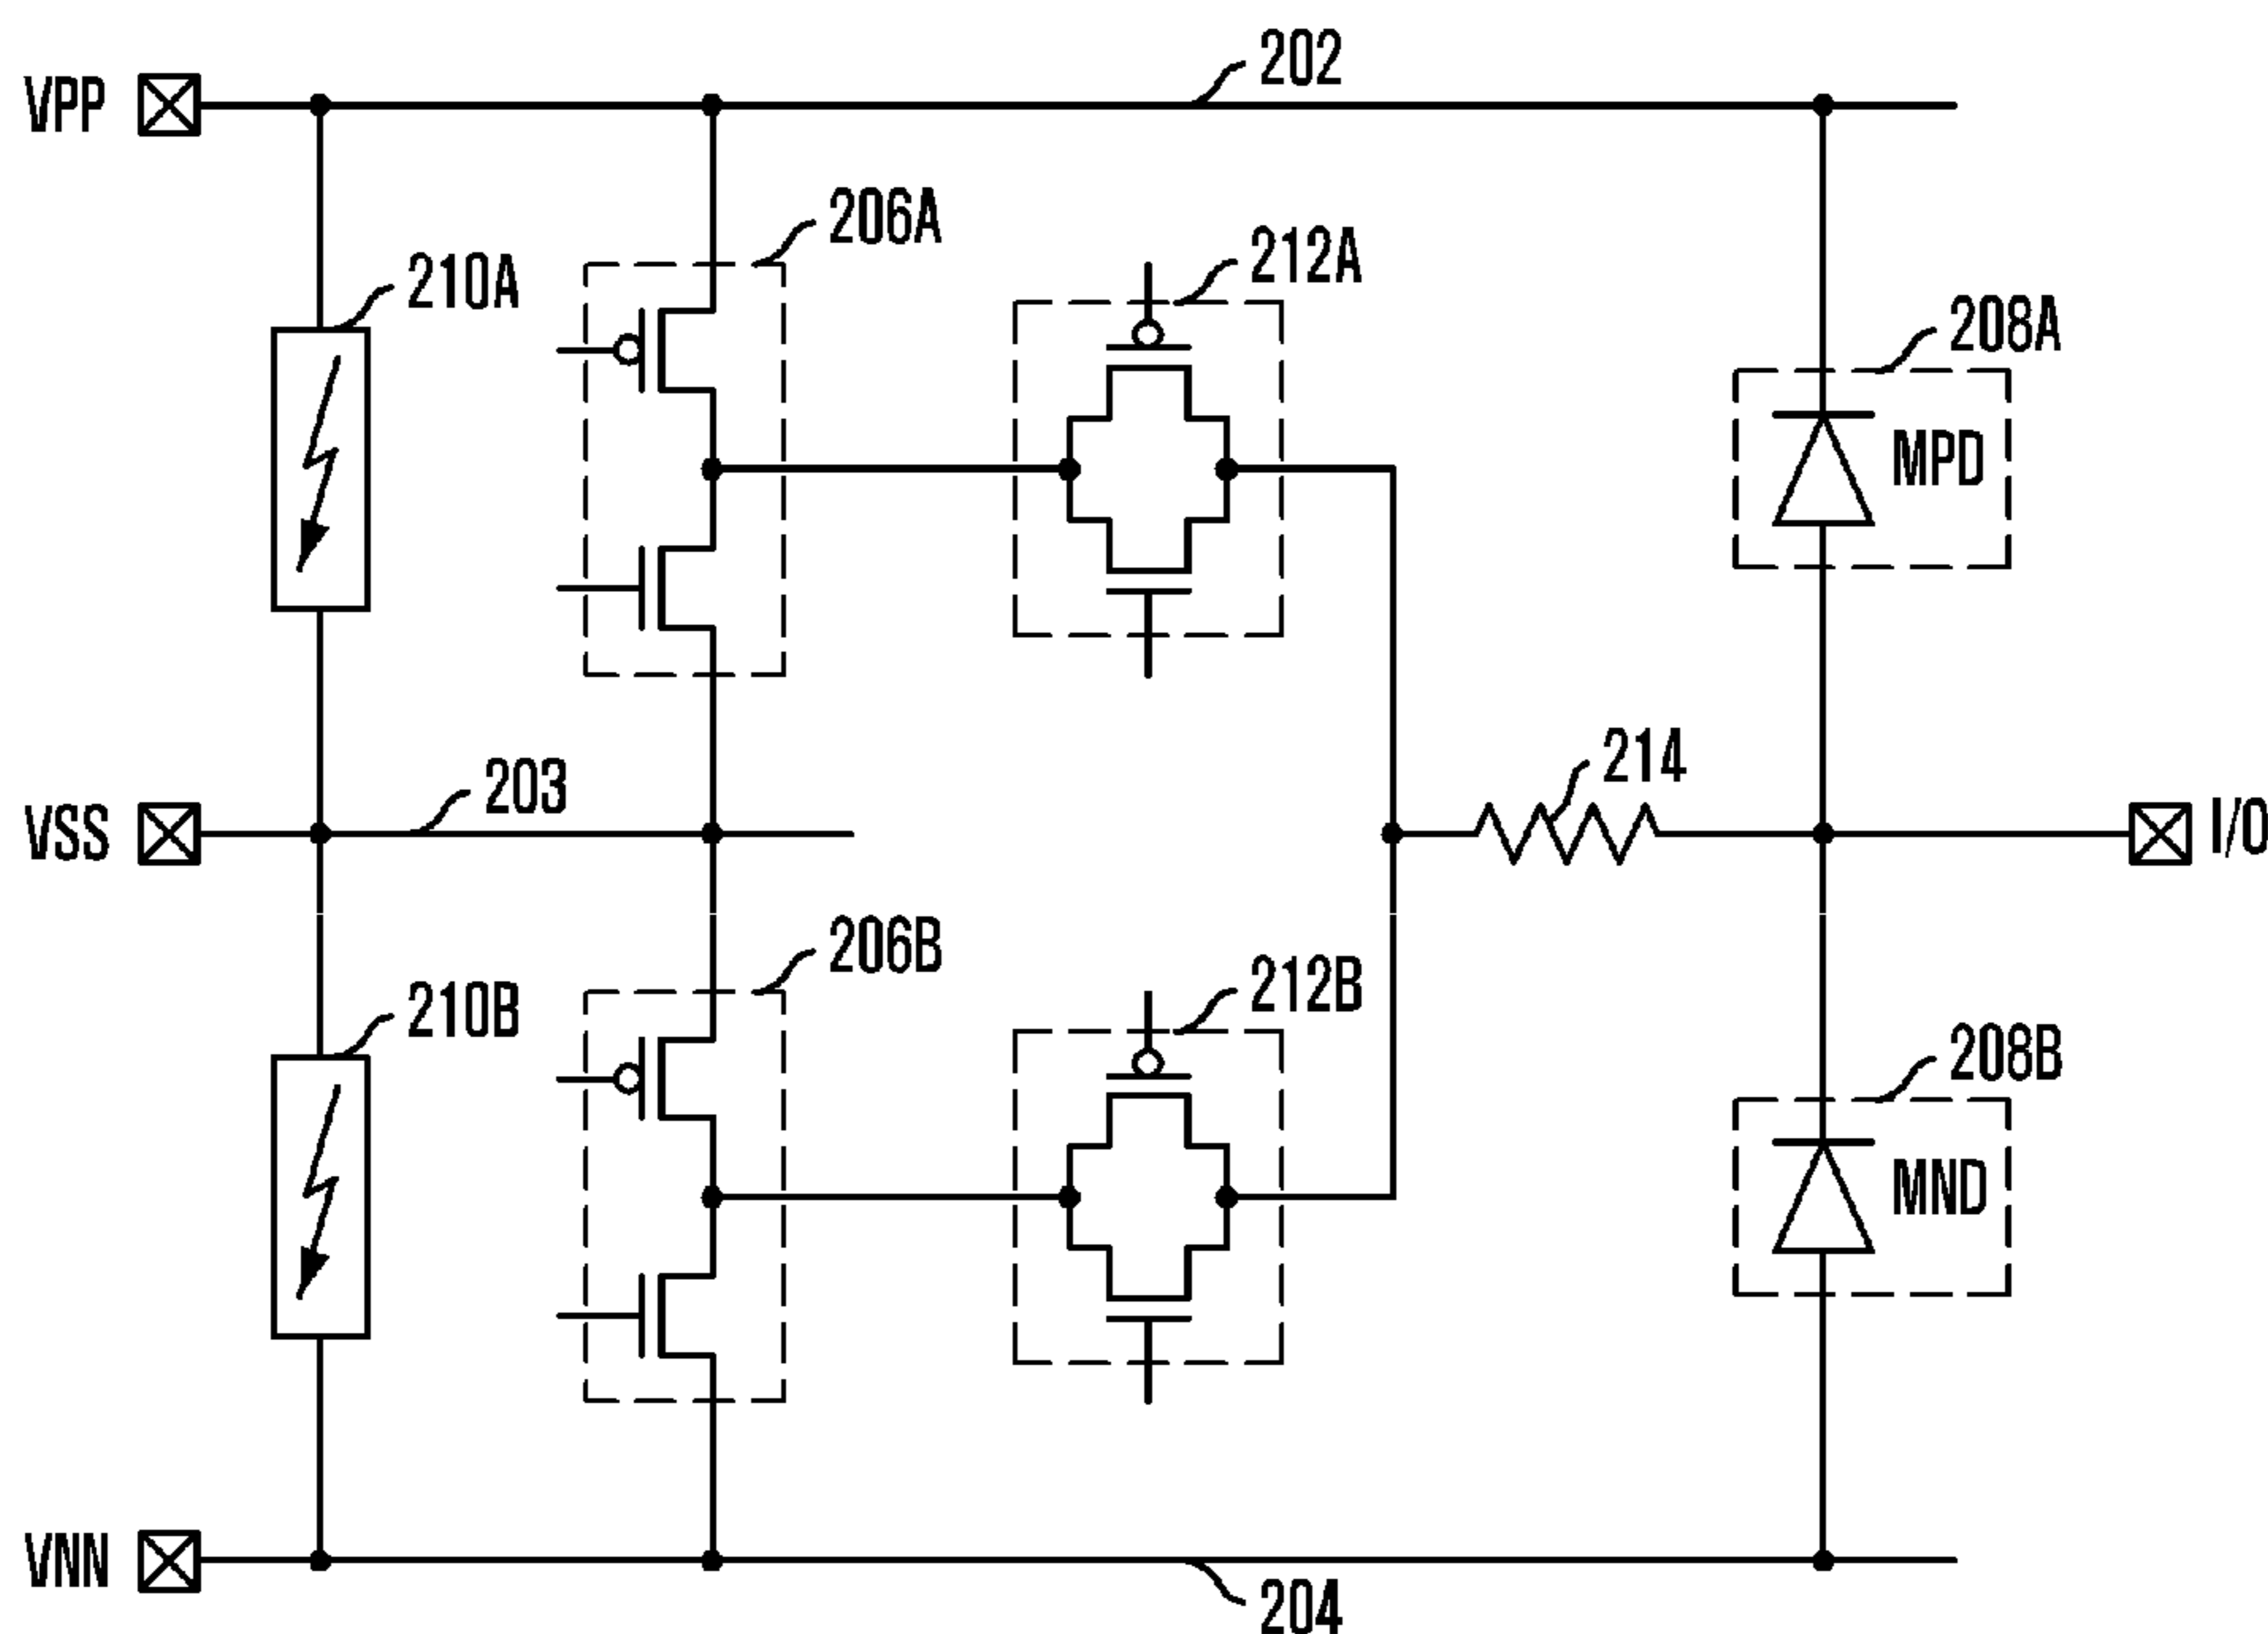 202
VPP
206A
212A
210A
208A
MPD
214
203
VSS
I/O
206B
212B
210B
208B
MND
VNN
204